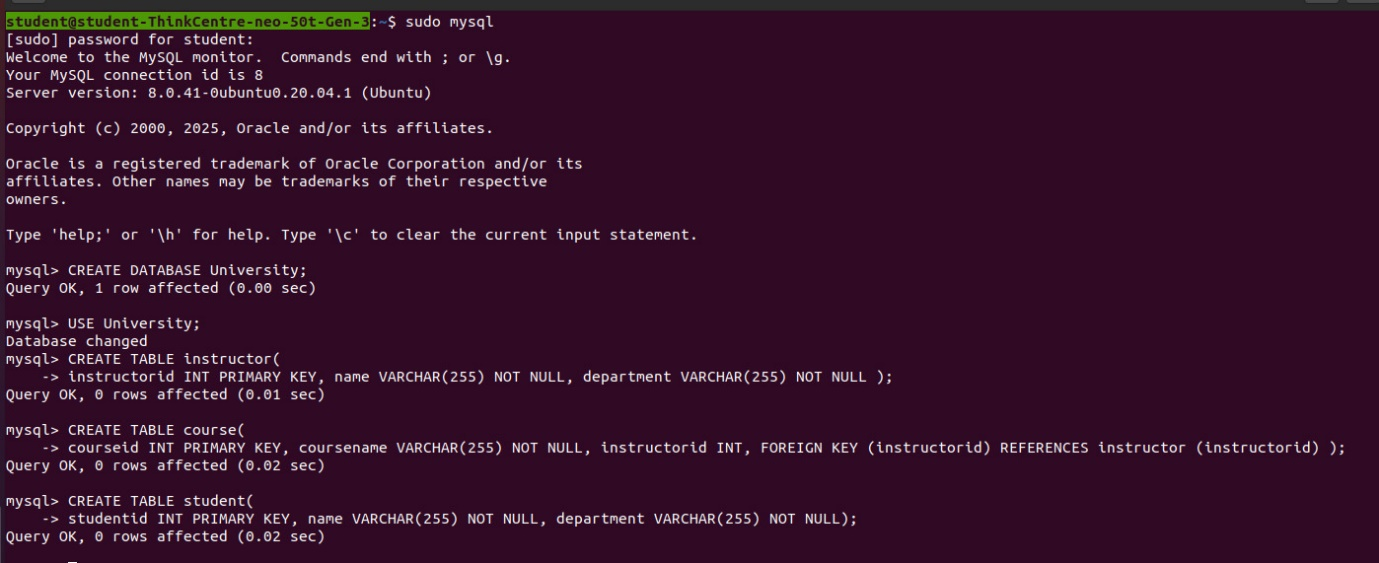 student@student-ThinkCentre-neo-50t-Gen-3:~$ sudo mysql
[sudo] password for student:
Welcome to the MySQL monitor.  Commands end with ; or \g.
Your MySQL connection id is 8
Server version: 8.0.41-0ubuntu0.20.04.1 (Ubuntu)
Copyright (c) 2000, 2025, Oracle and/or its affiliates.
Oracle is a registered trademark of Oracle Corporation and/or its
affiliates. Other names may be trademarks of their respective
owners.
Type 'help;' or '\h' for help. Type '\c' to clear the current input statement.
mysql> CREATE DATABASE University;
Query OK, 1 row affected (0.00 sec)
mysql> USE University;
Database changed
mysql> CREATE TABLE instructor(
    -> instructorid INT PRIMARY KEY, name VARCHAR(255) NOT NULL, department VARCHAR(255) NOT NULL );
Query OK, 0 rows affected (0.01 sec)
mysql> CREATE TABLE course(
    -> courseid INT PRIMARY KEY, coursename VARCHAR(255) NOT NULL, instructorid INT, FOREIGN KEY (instructorid) REFERENCES instructor (instructorid) );
Query OK, 0 rows affected (0.02 sec)
mysql> CREATE TABLE student(
    -> studentid INT PRIMARY KEY, name VARCHAR(255) NOT NULL, department VARCHAR(255) NOT NULL);
Query OK, 0 rows affected (0.02 sec)